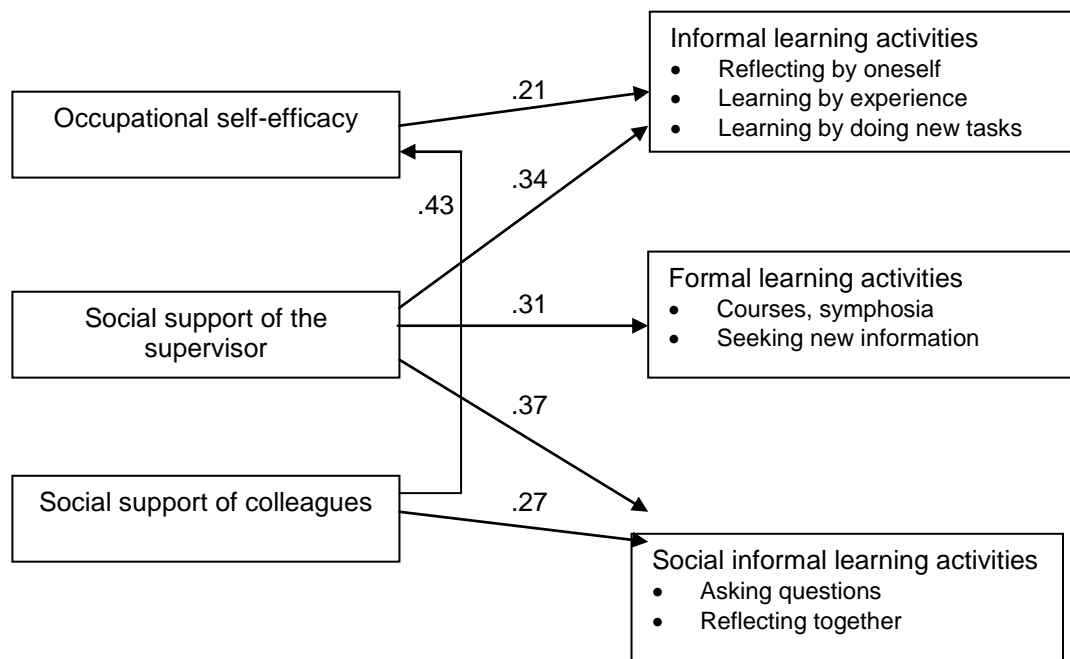 Informal learning activities
• Reflecting by oneself
• Learning by experience
• Learning by doing new tasks
.21
Occupational self-efficacy
.34
.43
Formal learning activities
• Courses, symphosia
• Seeking new information
.31
Social support of the
supervisor
.37
Social support of colleagues
.27
Social informal learning activities
• Asking questions
• Reflecting together